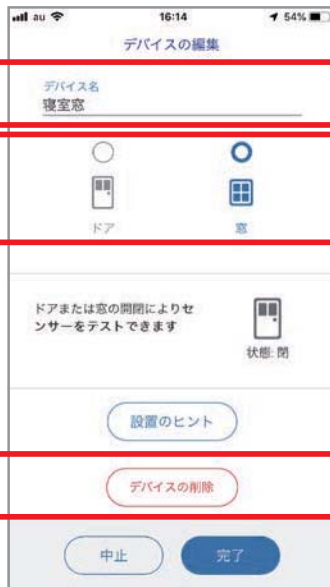 au 16:14 54%
デバイスの編集
デバイス名
寝室窓
ドア 窓
ドアまたは窓の開閉によりセ
ンサーをテストできます
状態: 閉
設置のヒント
デバイスの削除
中止 完了